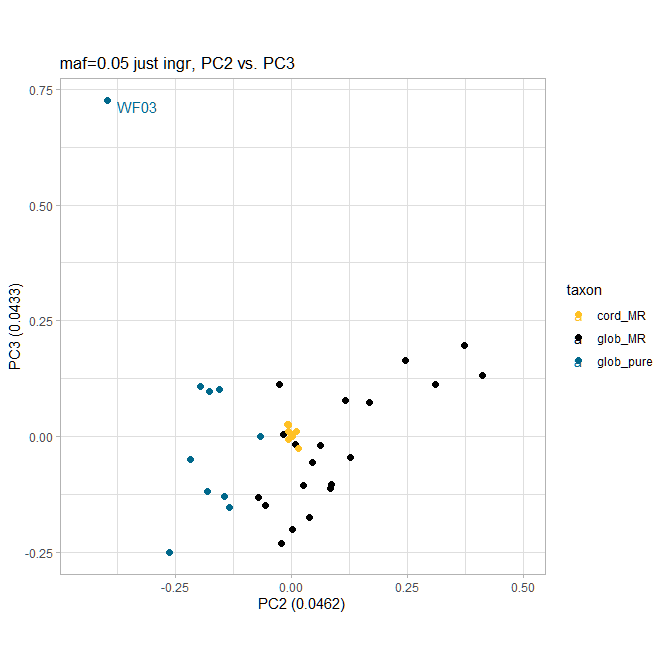 maf=0.05 just ingr, PC2 vs. PC3
0.75
WF03
0.50
0.25
0.00
-0.25
PC3 (0.0433)
-0.25
0.00
0.25
0.50
PC2 (0.0462)
taxon
a cord_MR
a glob_MR
a glob_pure